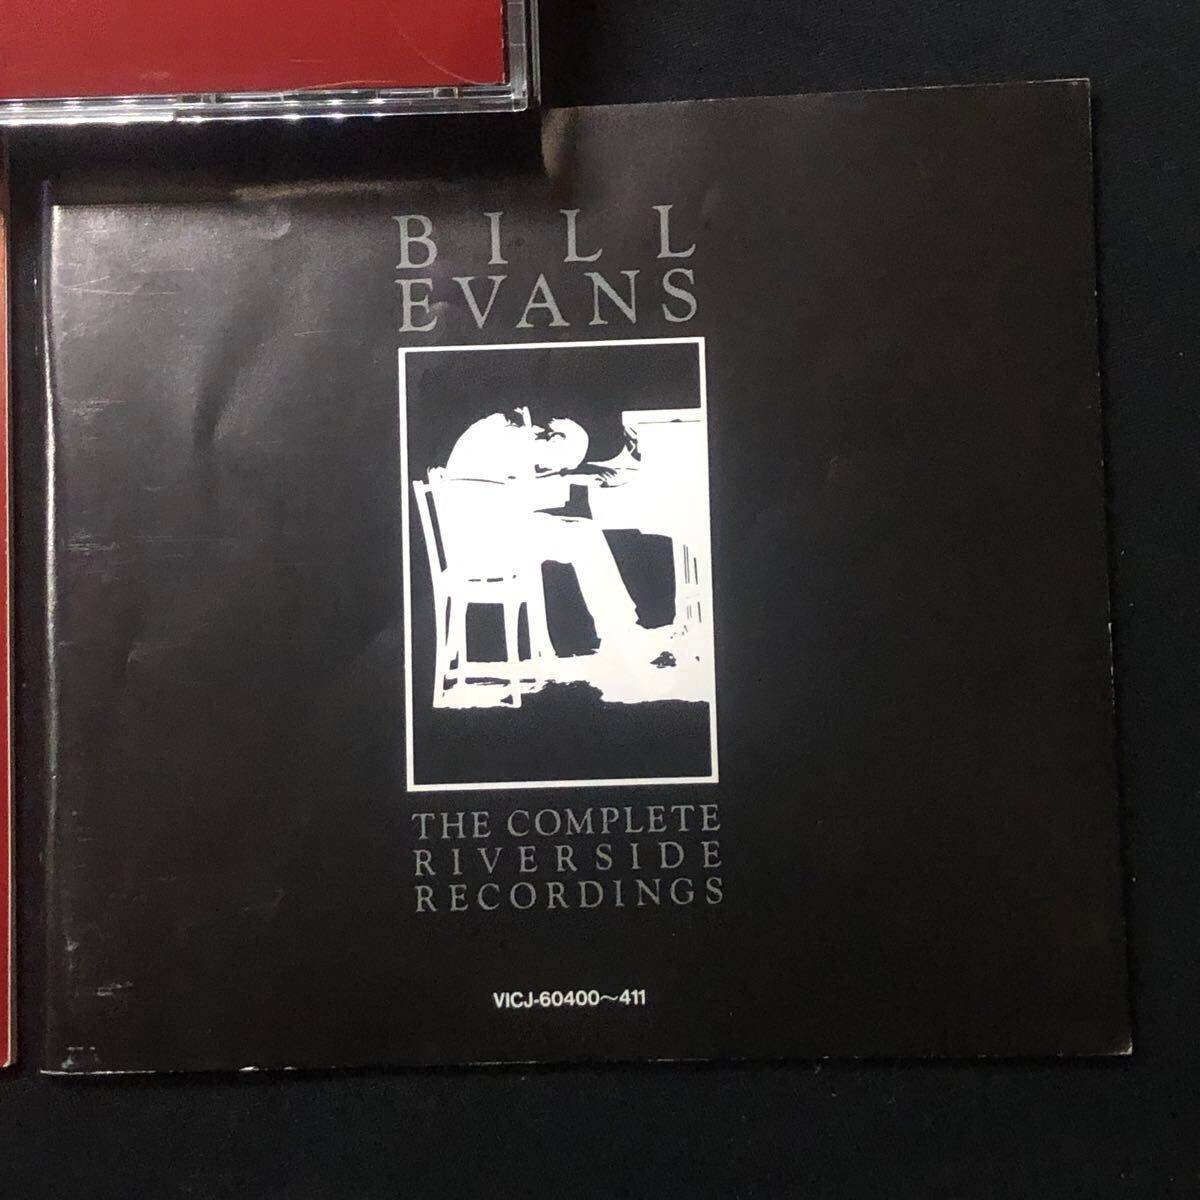 BILL
EVANS
THE COMPLETE
RIVERSIDE
RECORDINGS
VICJ-60400～411